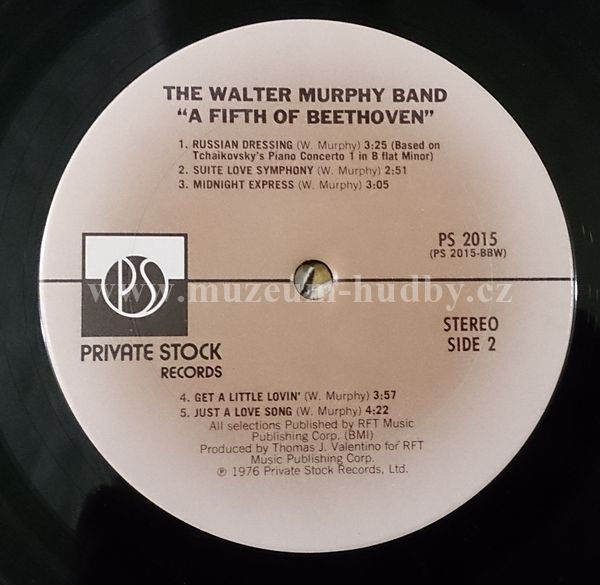 THE WALTER MURPHY BAND
“A FIFTH OF BEETHOVEN”
1. RUSSIAN DRESSING (W. Murphy) 3:25 (Based on
Tchaikovsky's Piano Concerto 1 in B flat Minor)
2. SUITE LOVE SYMPHONY (W. Murphy) 2:51
3. MIDNIGHT EXPRESS (W. Murphy) 3:05
PS 2015
(PS 2015-BBW)
PS
www.muzeum-hudby.cz
STEREO
SIDE 2
PRIVATE STOCK
RECORDS
4. GET A LITTLE LOVIN' (W. Murphy) 3:57
5. JUST A LOVE SONG (W. Murphy) 4:22
All selections Published by RFT Music
Publishing Corp. (BMI)
Produced by Thomas J. Valentino for RFT
Music Publishing Corp.
℗ 1976 Private Stock Records, Ltd.